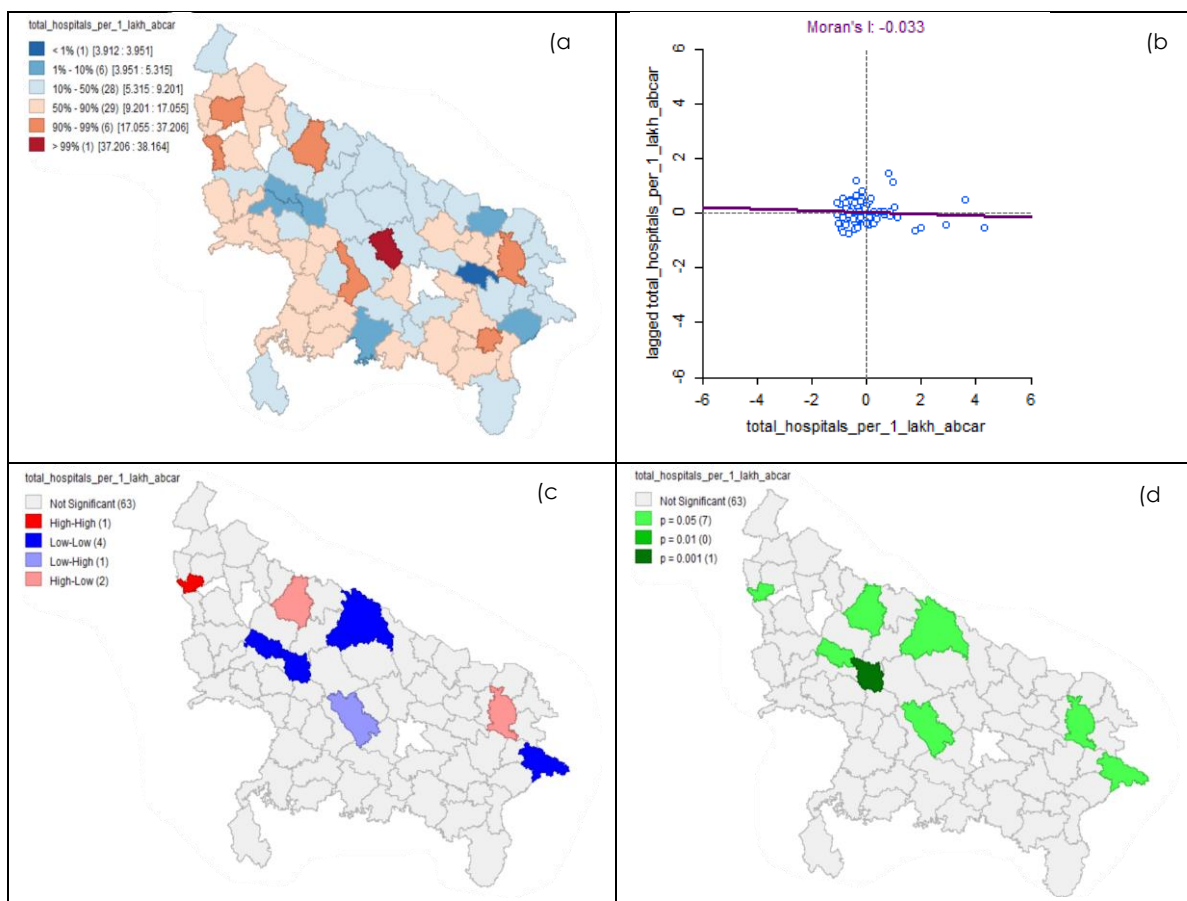 total_hospitals_per_1_lakh_abcar
< 1% (1) [3.912 : 3.951]
1% - 10% (6) [3.951 : 5.315]
10% - 50% (28) [5.315 : 9.201]
50% - 90% (29) [9.201 : 17.055]
90% - 99% (6) [17.055 : 37.206]
> 99% (1) [37.206 : 38.164]
(a
Moran's I: -0.033
(b
lagged total_hospitals_per_1_lakh_abcar
6
4
2
0
-2
-4
-6
-6 -4 -2 0 2 4 6
total_hospitals_per_1_lakh_abcar
total_hospitals_per_1_lakh_abcar
Not Significant (63)
High-High (1)
Low-Low (4)
Low-High (1)
High-Low (2)
(c
total_hospitals_per_1_lakh_abcar
Not Significant (63)
p = 0.05 (7)
p = 0.01 (0)
p = 0.001 (1)
(d